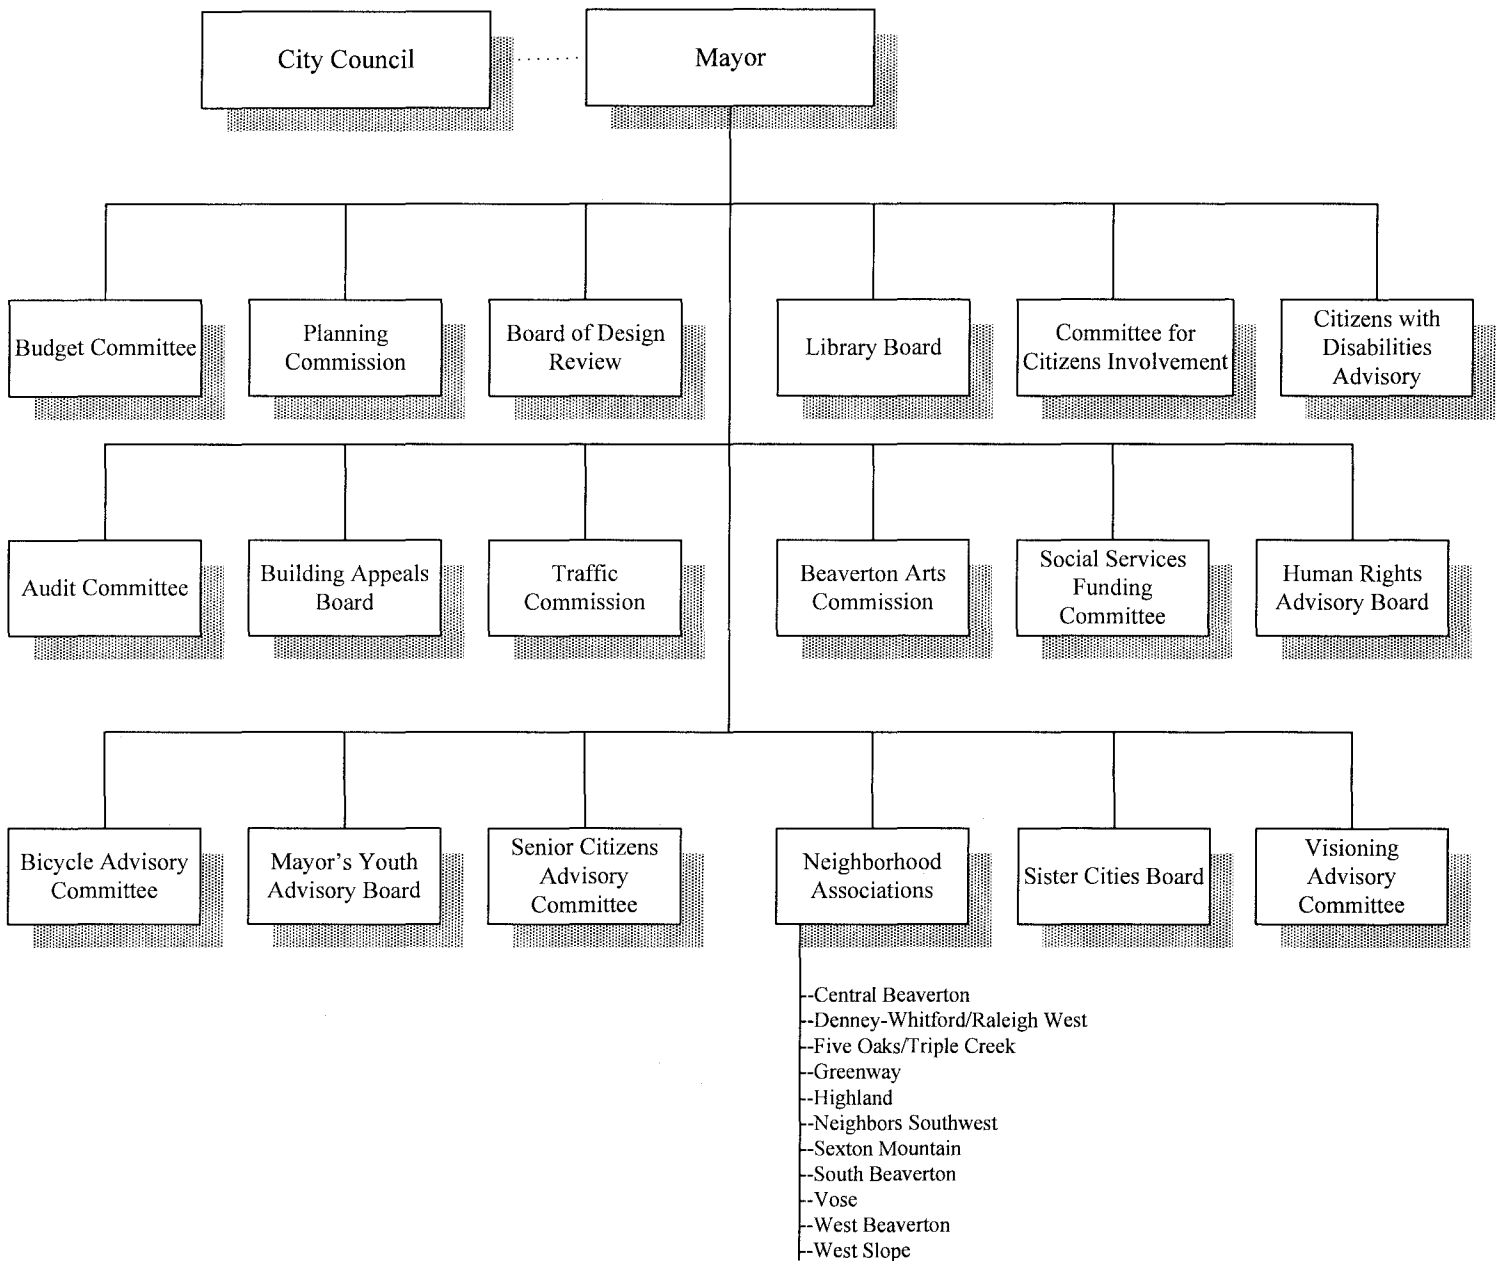 City Council
Mayor
Budget Committee
Planning
Commission
Board of Design
Review
Library Board
Committee for
Citizens Involvement
Citizens with
Disabilities
Advisory
Audit Committee
Building Appeals
Board
Traffic
Commission
Beaverton Arts
Commission
Social Services
Funding
Committee
Human Rights
Advisory Board
Bicycle Advisory
Committee
Mayor's Youth
Advisory Board
Senior Citizens
Advisory
Committee
Neighborhood
Associations
Sister Cities Board
Visioning
Advisory
Committee
--Central Beaverton
--Denney-Whitford/Raleigh West
--Five Oaks/Triple Creek
--Greenway
--Highland
--Neighbors Southwest
--Sexton Mountain
--South Beaverton
--Vose
--West Beaverton
--West Slope